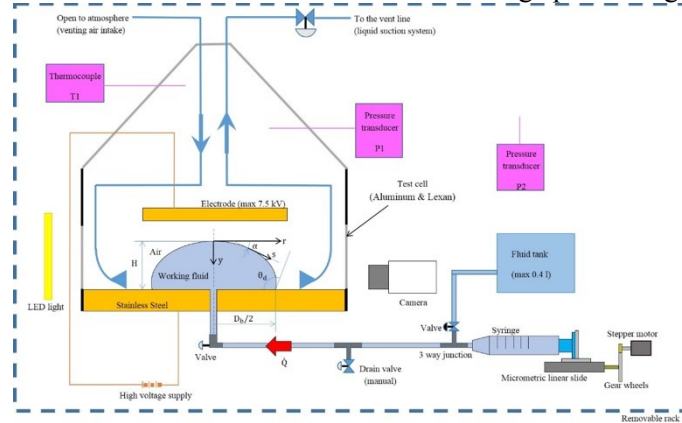 Open to atmosphere
(venting air intake)
To the vent line
(liquid suction system)
Thermocouple
T1
Pressure
transducer
P1
Pressure
transducer
P2
Test cell
(Aluminum & Lexan)
Electrode (max 7.5 kV)
Air
H
r
α
s
y
θd
Working fluid
Stainless Steel
Db/2
LED light
Camera
Fluid tank
(max 0.4 l)
Valve
Syringe
Stepper motor
Valve
Q̇
Drain valve
(manual)
3 way junction
Micrometric linear slide
Gear wheels
High voltage supply
Removable rack